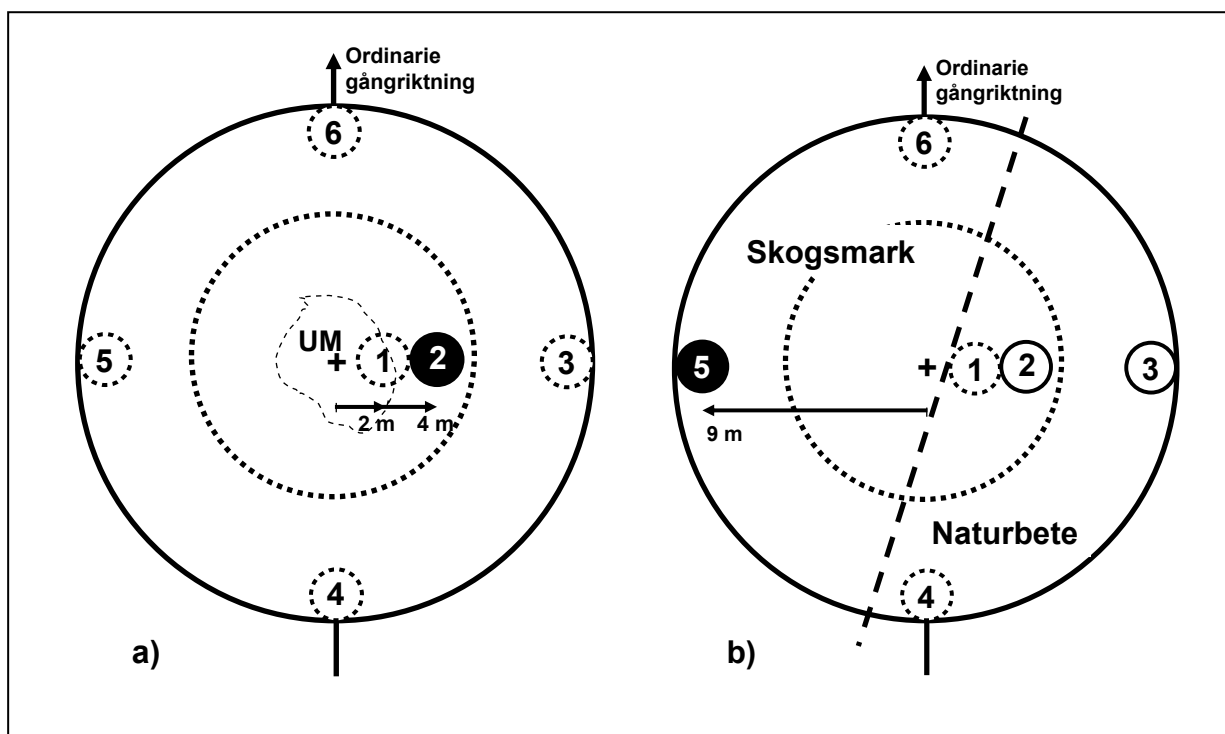 Ordinarie
gångriktning
6
UM
5
1
2
3
2 m
4 m
4
a)
Ordinarie
gångriktning
6
Skogsmark
5
1
2
3
9 m
Naturbete
4
b)